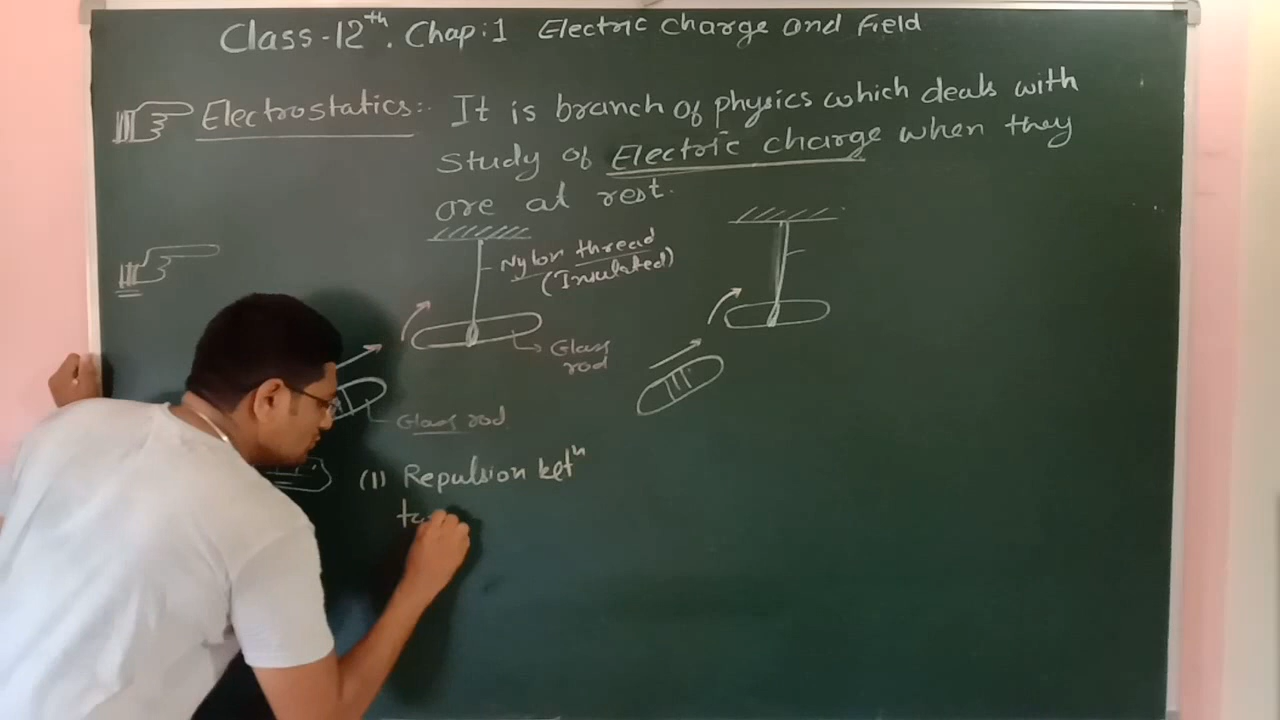 Class-12th. Chap:1 Electric Charge and Field
Electrostatics:- It is branch of physics which deals with
study of Electric charge when they
are at rest.
Nylon thread
(Insulated)
Glass
rod
Glass rod
(1) Repulsion betn